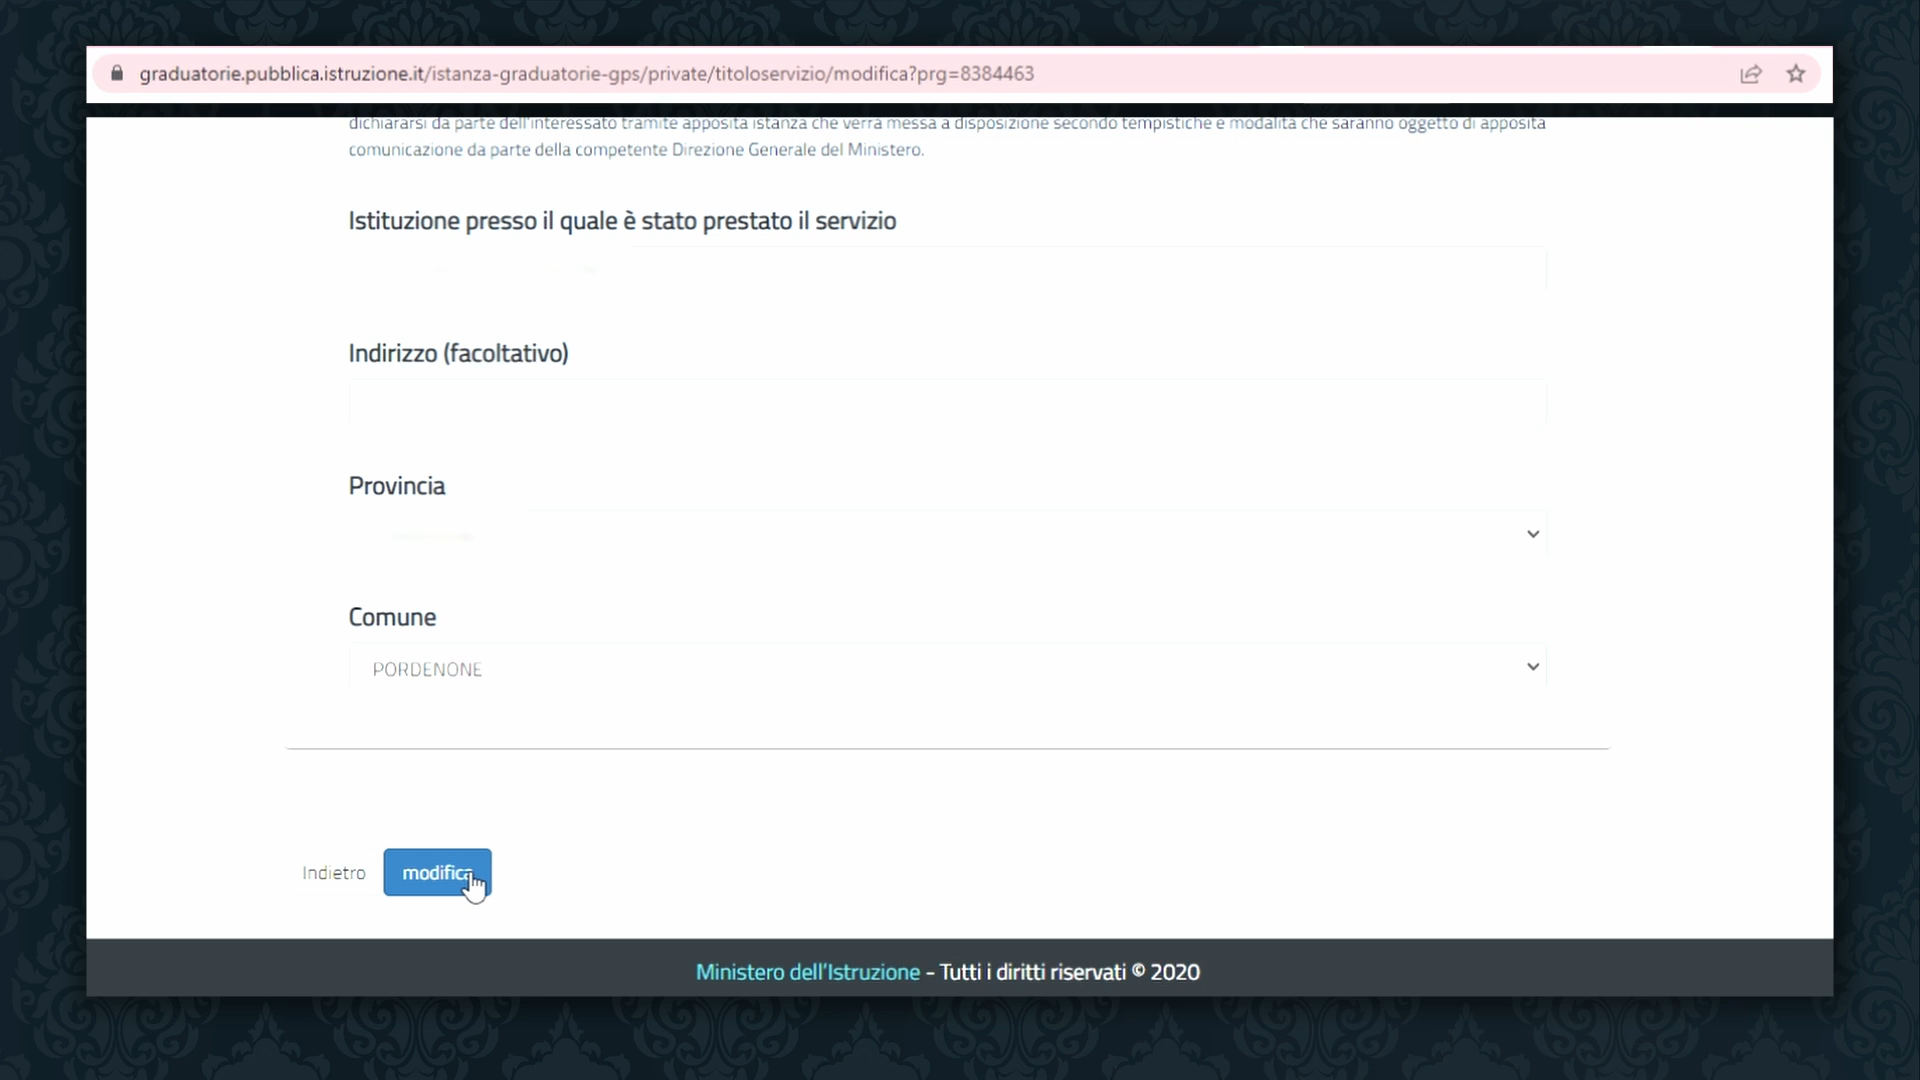 graduatorie.pubblica.istruzione.it/istanza-graduatorie-gps/private/titoloservizio/modifica?prg=8384463
dichiararsi da parte dell'interessato tramite apposita istanza che verrà messa a disposizione secondo tempistiche e modalità che saranno oggetto di apposita
comunicazione da parte della competente Direzione Generale del Ministero.
Istituzione presso il quale è stato prestato il servizio
Indirizzo (facoltativo)
Provincia
Comune
PORDENONE
Indietro modifica
Ministero dell'Istruzione - Tutti i diritti riservati © 2020